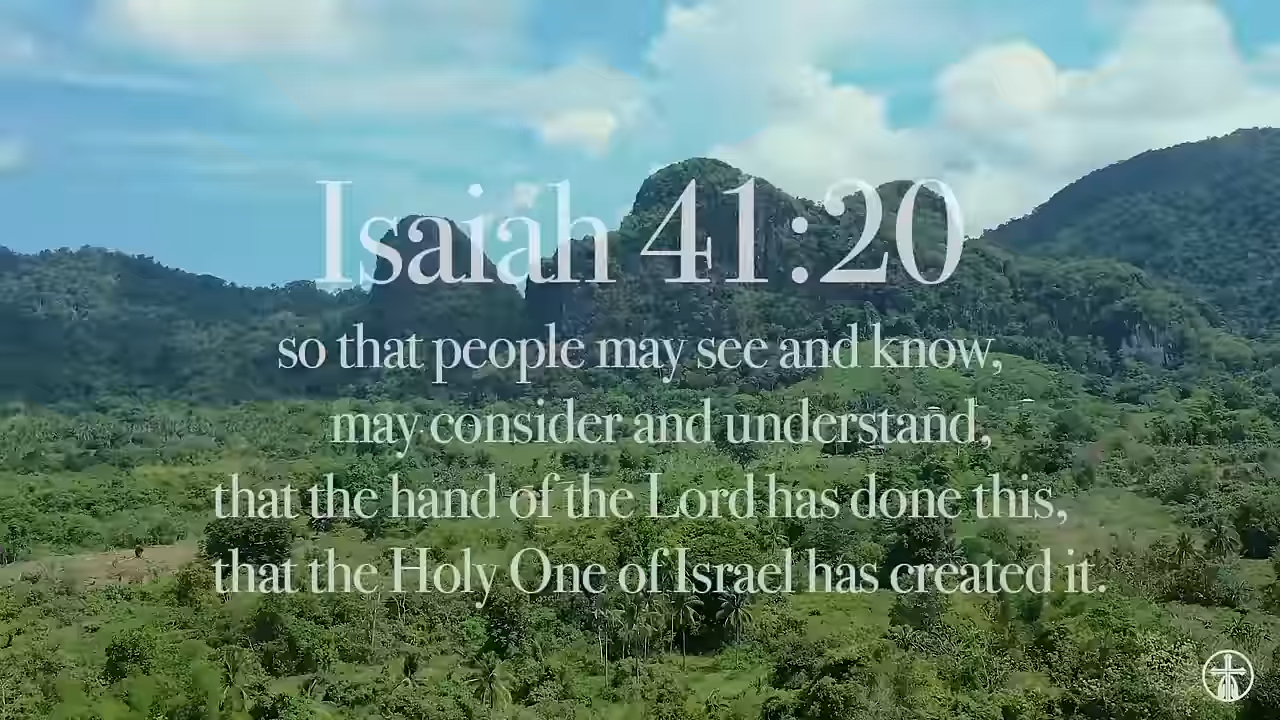 Isaiah 41:20
so that people may see and know,
may consider and understand,
that the hand of the Lord has done this,
that the Holy One of Israel has created it.